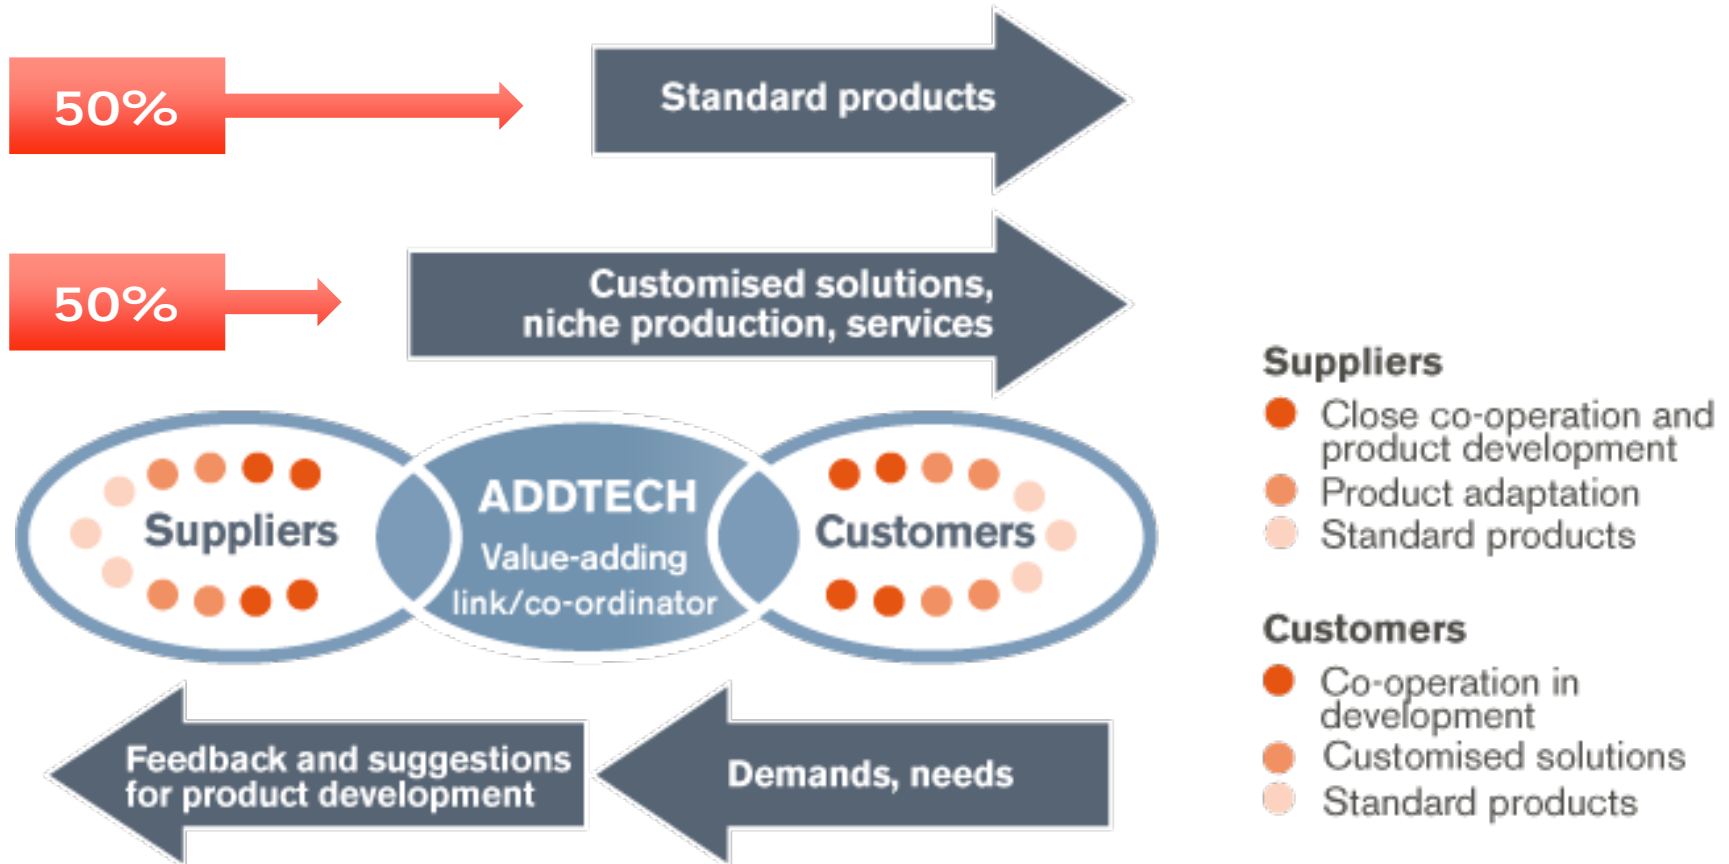 50%
Standard products
50%
Customised solutions,
niche production, services
Suppliers
ADDTECH
Value-adding
link/co-ordinator
Customers
Feedback and suggestions
for product development
Demands, needs
Suppliers
Close co-operation and
product development
Product adaptation
Standard products
Customers
Co-operation in
development
Customised solutions
Standard products